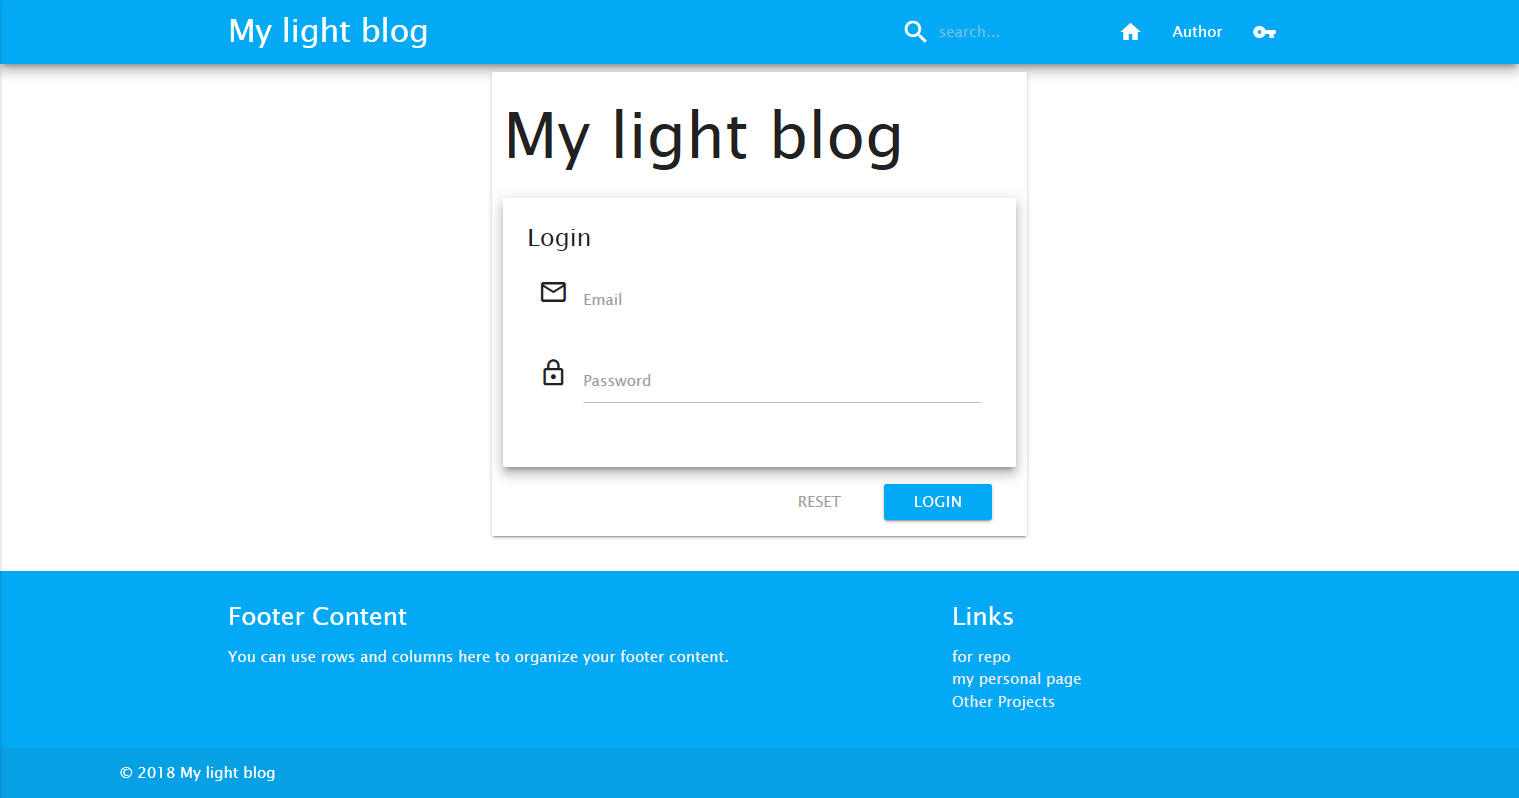 My light blog
search...
Author
My light blog
Login
Email
Password
RESET
LOGIN
Footer Content
You can use rows and columns here to organize your footer content.
Links
for repo
my personal page
Other Projects
© 2018 My light blog